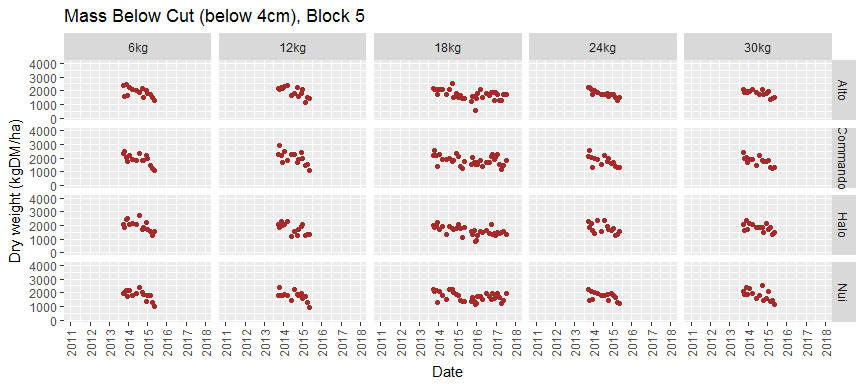 Mass Below Cut (below 4cm), Block 5
6kg 12kg 18kg 24kg 30kg
4000
3000
2000
1000
0
Alto
4000
3000
2000
1000
0
Commando
4000
3000
2000
1000
0
Halo
4000
3000
2000
1000
0
Nui
Dry weight (kgDM/ha)
2011 2012 2013 2014 2015 2016 2017 2018 2011 2012 2013 2014 2015 2016 2017 2018 2011 2012 2013 2014 2015 2016 2017 2018 2011 2012 2013 2014 2015 2016 2017 2018 2011 2012 2013 2014 2015 2016 2017 2018
Date